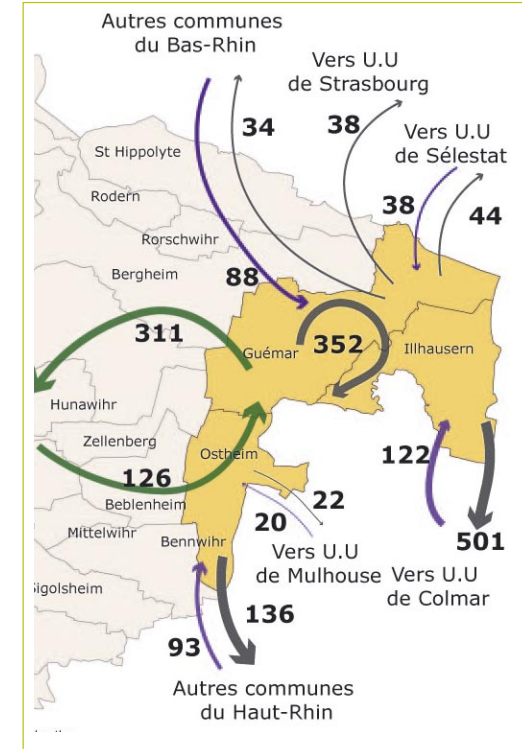 Autres communes
du Bas-Rhin
Vers U.U
de Strasbourg
34
38
Vers U.U
de Sélestat
St Hippolyte
Rodern
38
44
Rorschwihr
Bergheim
88
311
Guémar
352
Illhausern
Hunawihr
Zellenberg
Ostheim
126
122
Beblenheim
22
20
Mittelwihr
Bennwihr
501
Vers U.U
de Mulhouse
Vers U.U
de Colmar
Sigolsheim
136
93
Autres communes
du Haut-Rhin